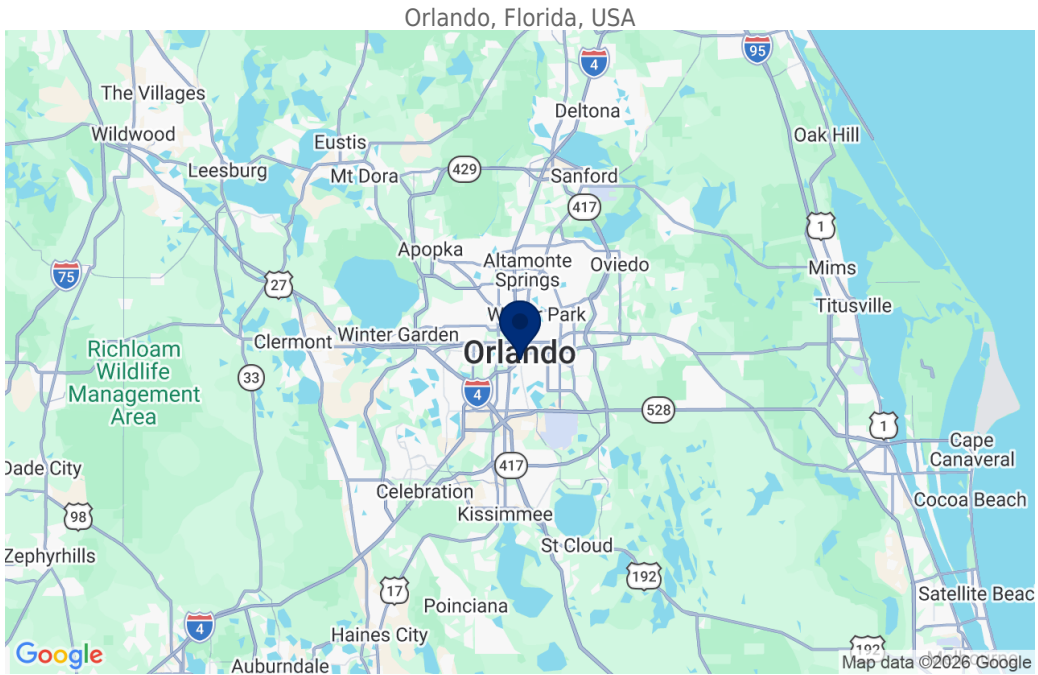 Orlando, Florida, USA
95
4
The Villages
Deltona
Wildwood
Oak Hill
Eustis
Leesburg
Mt Dora
429
Sanford
417
1
Apopka
Altamonte
Springs
Oviedo
Mims
75
27
Titusville
Park
Winter Garden
Clermont
Orlando
Richloam
Wildlife
Management
Area
33
4
528
1
Cape
Canaveral
417
Dade City
Celebration
Cocoa Beach
98
Kissimmee
St Cloud
Zephyrhills
192
17
Satellite Beac
Poinciana
4
Haines City
192
Google
Auburndale
Map data ©2026 Google